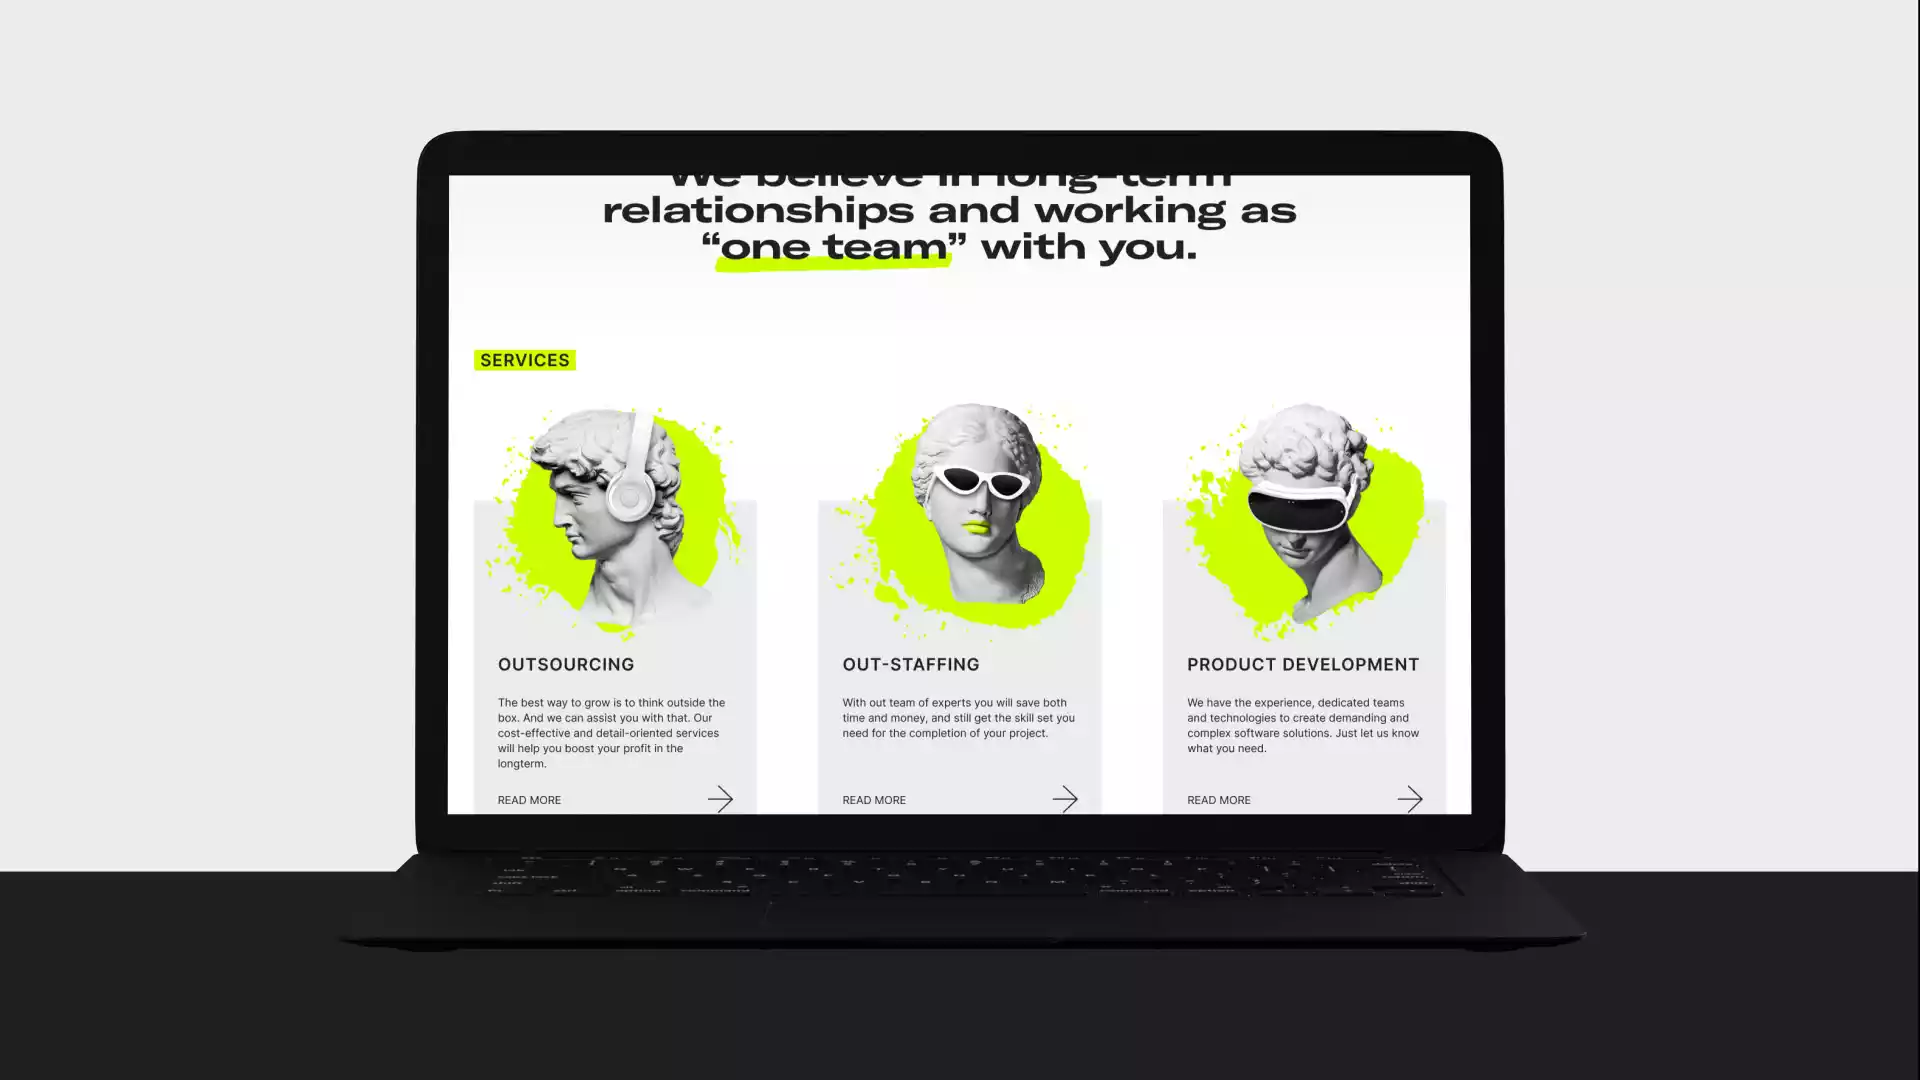 We believe in long-term
relationships and working as
“one team” with you.
SERVICES
OUTSOURCING
The best way to grow is to think outside the
box. And we can assist you with that. Our
cost-effective and detail-oriented services
will help you boost your profit in the
longterm.
READ MORE
OUT-STAFFING
With out team of experts you will save both
time and money, and still get the skill set you
need for the completion of your project.
READ MORE
PRODUCT DEVELOPMENT
We have the experience, dedicated teams
and technologies to create demanding and
complex software solutions. Just let us know
what you need.
READ MORE